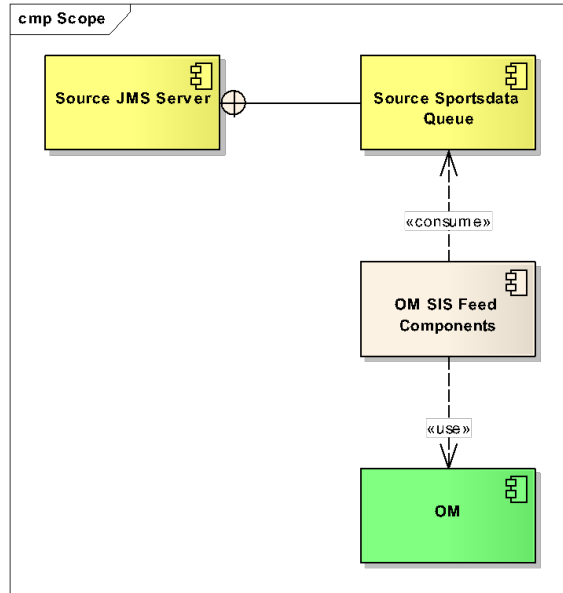 cmp Scope
Source JMS Server
Source Sportsdata
Queue
«consume»
OM SIS Feed
Components
«use»
OM